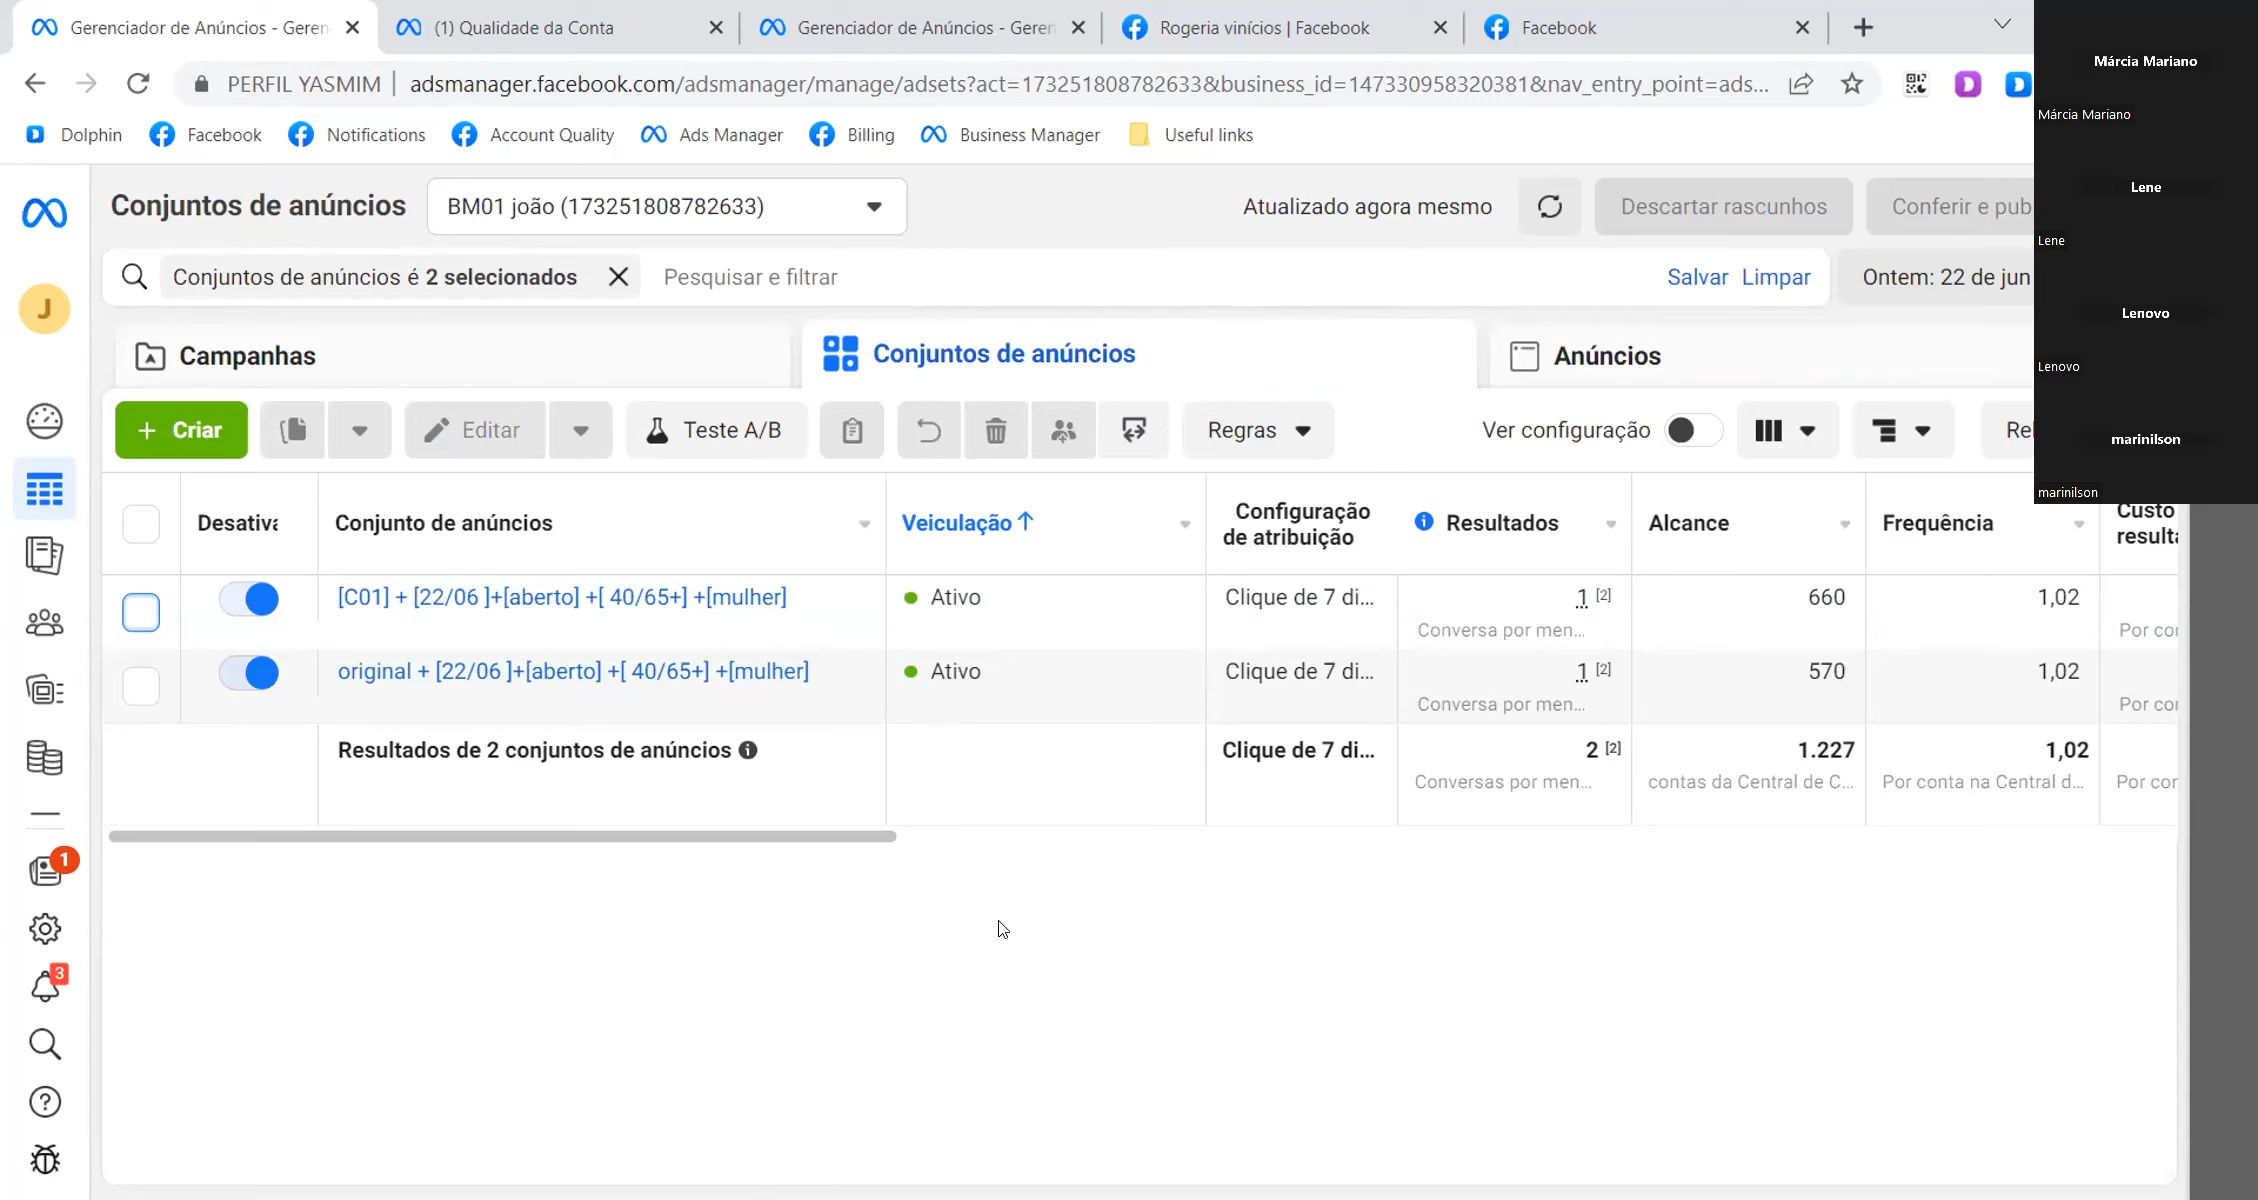 Gerenciador de Anúncios - Geren
(1) Qualidade da Conta
Gerenciador de Anúncios - Geren
Rogeria vinícios | Facebook
Facebook
PERFIL YASMIM
adsmanager.facebook.com/adsmanager/manage/adsets?act=173251808782633&business_id=147330958320381&nav_entry_point=ads...
Dolphin
Facebook
Notifications
Account Quality
Ads Manager
Billing
Business Manager
Useful links
Márcia Mariano
Márcia Mariano
Lene
Lene
Lenovo
Lenovo
marinilson
marinilson
Conjuntos de anúncios
BM01 joão (173251808782633)
Atualizado agora mesmo
Descartar rascunhos
Conferir e pub
J
Conjuntos de anúncios é 2 selecionados
Pesquisar e filtrar
Salvar
Limpar
Ontem: 22 de jun
Campanhas
Conjuntos de anúncios
Anúncios
+ Criar
Editar
Teste A/B
Regras
Ver configuração
Rel
Desativa
Conjunto de anúncios
Veiculação ↑
Configuração
de atribuição
Resultados
Alcance
Frequência
Custo
resulta
[C01] + [22/06 ]+[aberto] +[ 40/65+] +[mulher]
Ativo
Clique de 7 di...
1 [2]
Conversa por men...
660
1,02
Por cor
original + [22/06 ]+[aberto] +[ 40/65+] +[mulher]
Ativo
Clique de 7 di...
1 [2]
Conversa por men...
570
1,02
Por cor
Resultados de 2 conjuntos de anúncios
Clique de 7 di...
2 [2]
Conversas por men...
1.227
contas da Central de C...
1,02
Por conta na Central d...
Por cor
1
3